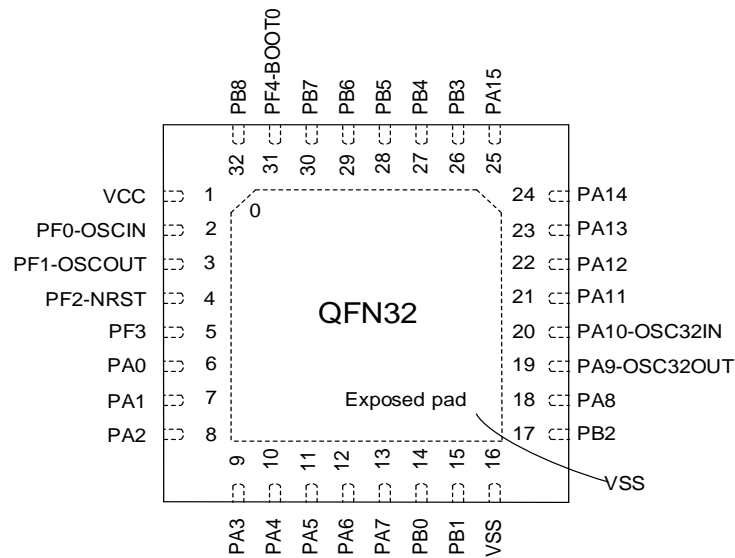 PB8
PF4-BOOT0
PB7
PB6
PB5
PB4
PB3
PA15
32
31
30
29
28
27
26
25
VCC 1
PF0-OSCIN 2
PF1-OSCOUT 3
PF2-NRST 4
PF3 5
PA0 6
PA1 7
PA2 8
0
QFN32
Exposed pad
24 PA14
23 PA13
22 PA12
21 PA11
20 PA10-OSC32IN
19 PA9-OSC32OUT
18 PA8
17 PB2
VSS
9
10
11
12
13
14
15
16
PA3
PA4
PA5
PA6
PA7
PB0
PB1
VSS